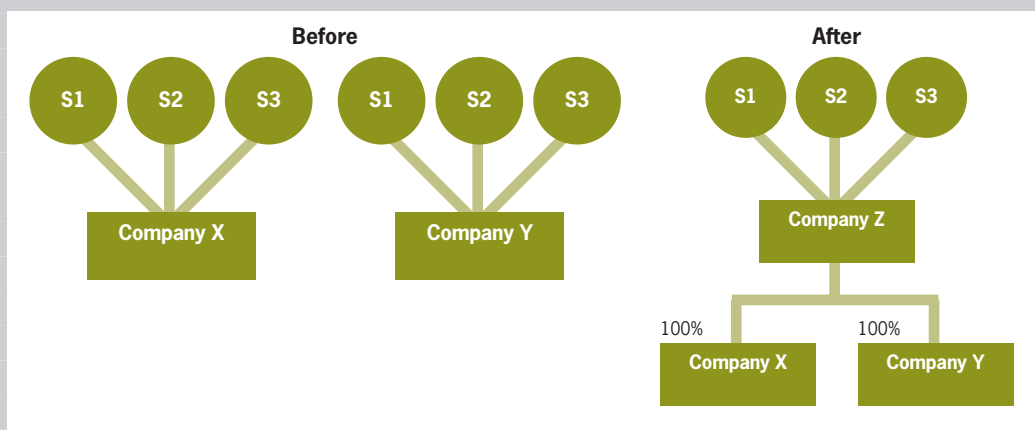 Before
After
S1 S2 S3 S1 S2 S3 S1 S2 S3
Company X Company Y Company Z
100% 100%
Company X Company Y